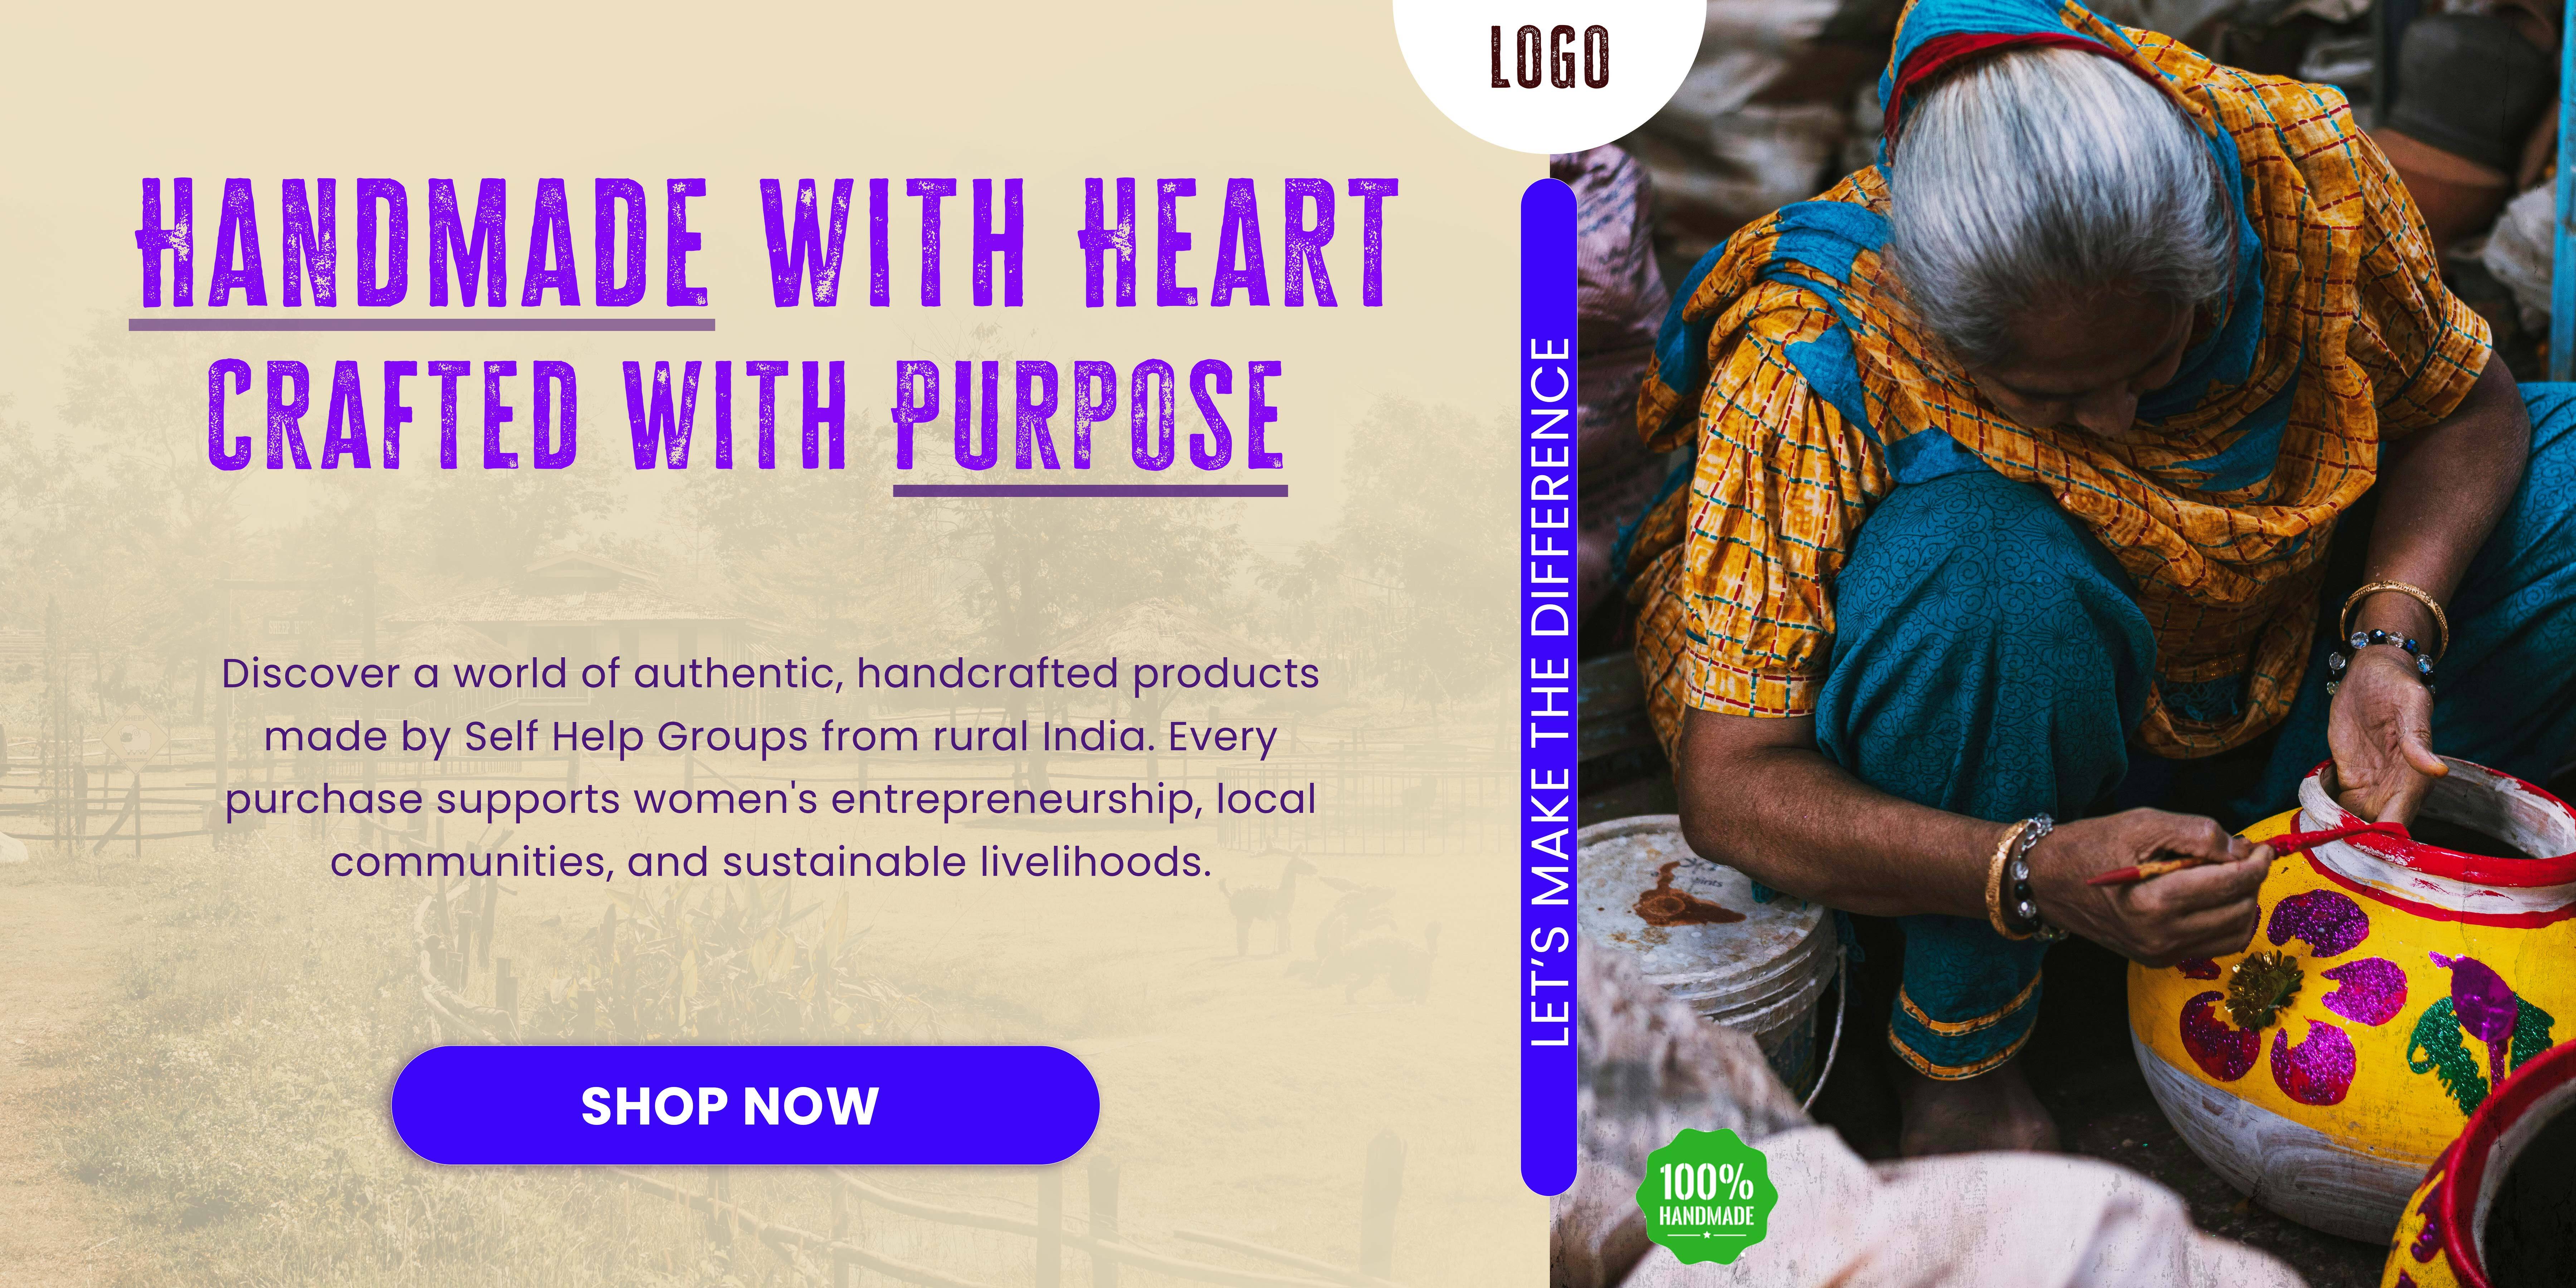 LOGO
HANDMADE WITH HEART
CRAFTED WITH PURPOSE
Discover a world of authentic, handcrafted products
made by Self Help Groups from rural India. Every
purchase supports women's entrepreneurship, local
communities, and sustainable livelihoods.
SHOP NOW
LET'S MAKE THE DIFFERENCE
100%
HANDMADE